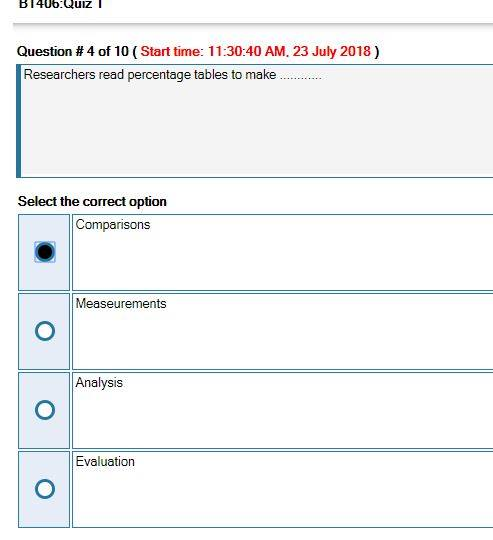 BT406:Quiz 1
Question # 4 of 10 ( Start time: 11:30:40 AM, 23 July 2018 )
Researchers read percentage tables to make ............
Select the correct option
Comparisons
Measeurements
Analysis
Evaluation